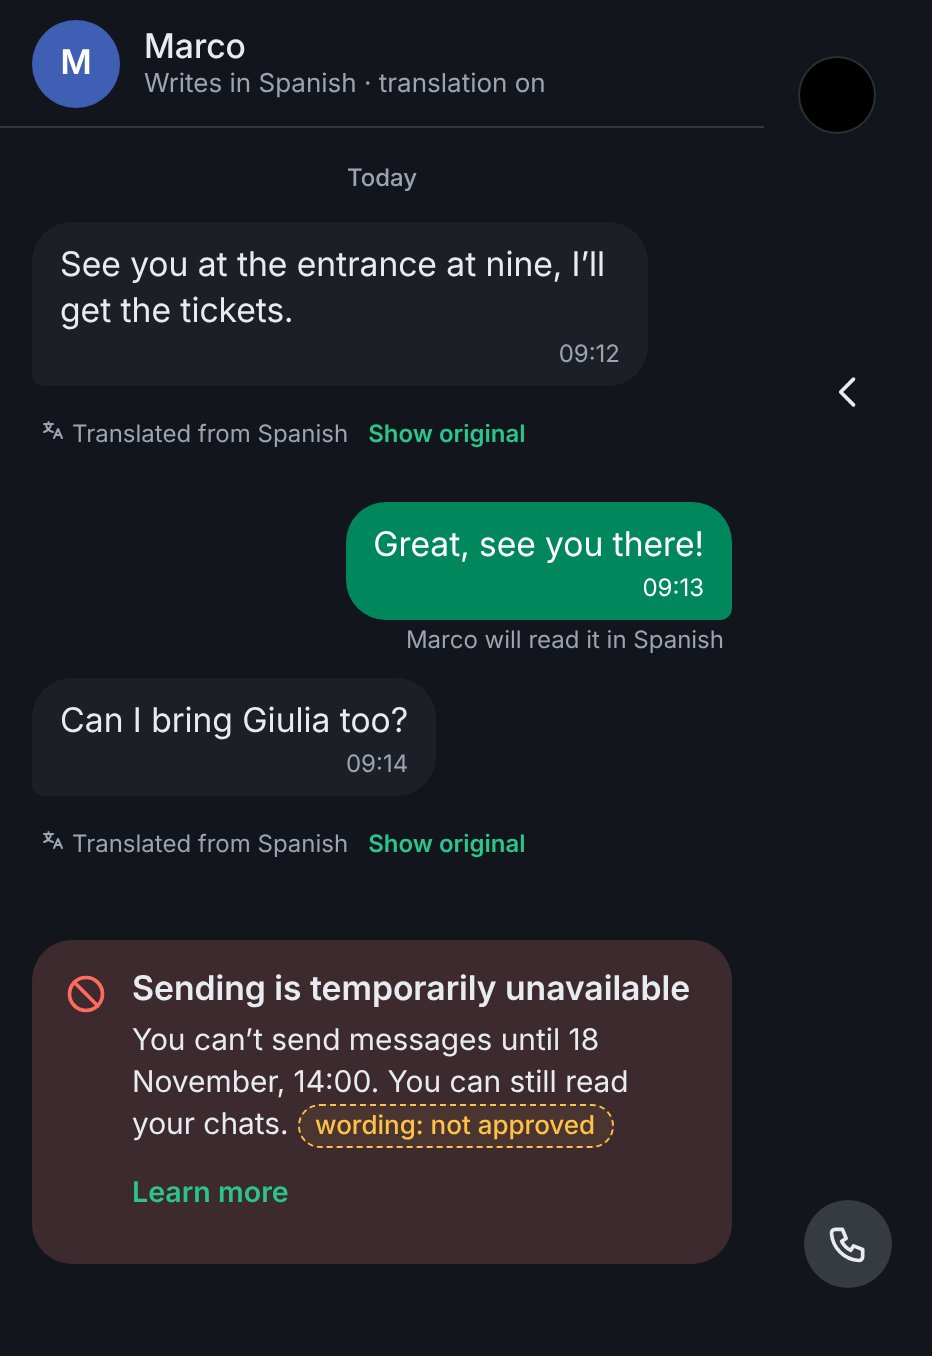 M
Marco
Writes in Spanish · translation on
Today
See you at the entrance at nine, I’ll
get the tickets.
09:12
Translated from Spanish Show original
Great, see you there!
09:13
Marco will read it in Spanish
Can I bring Giulia too?
09:14
Translated from Spanish Show original
Sending is temporarily unavailable
You can’t send messages until 18
November, 14:00. You can still read
your chats. wording: not approved
Learn more